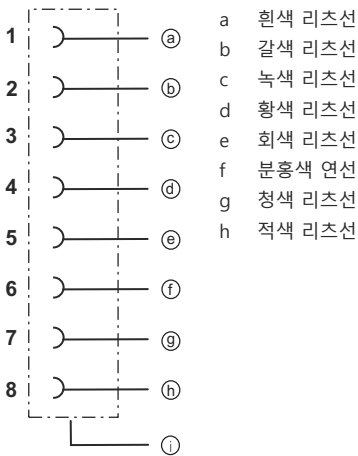 1 ⓐ a 흰색 리츠선
2 ⓑ b 갈색 리츠선
3 ⓒ c 녹색 리츠선
4 ⓓ d 황색 리츠선
5 ⓔ e 회색 리츠선
6 ⓕ f 분홍색 연선
7 ⓖ g 청색 리츠선
8 ⓗ h 적색 리츠선
ⓘ